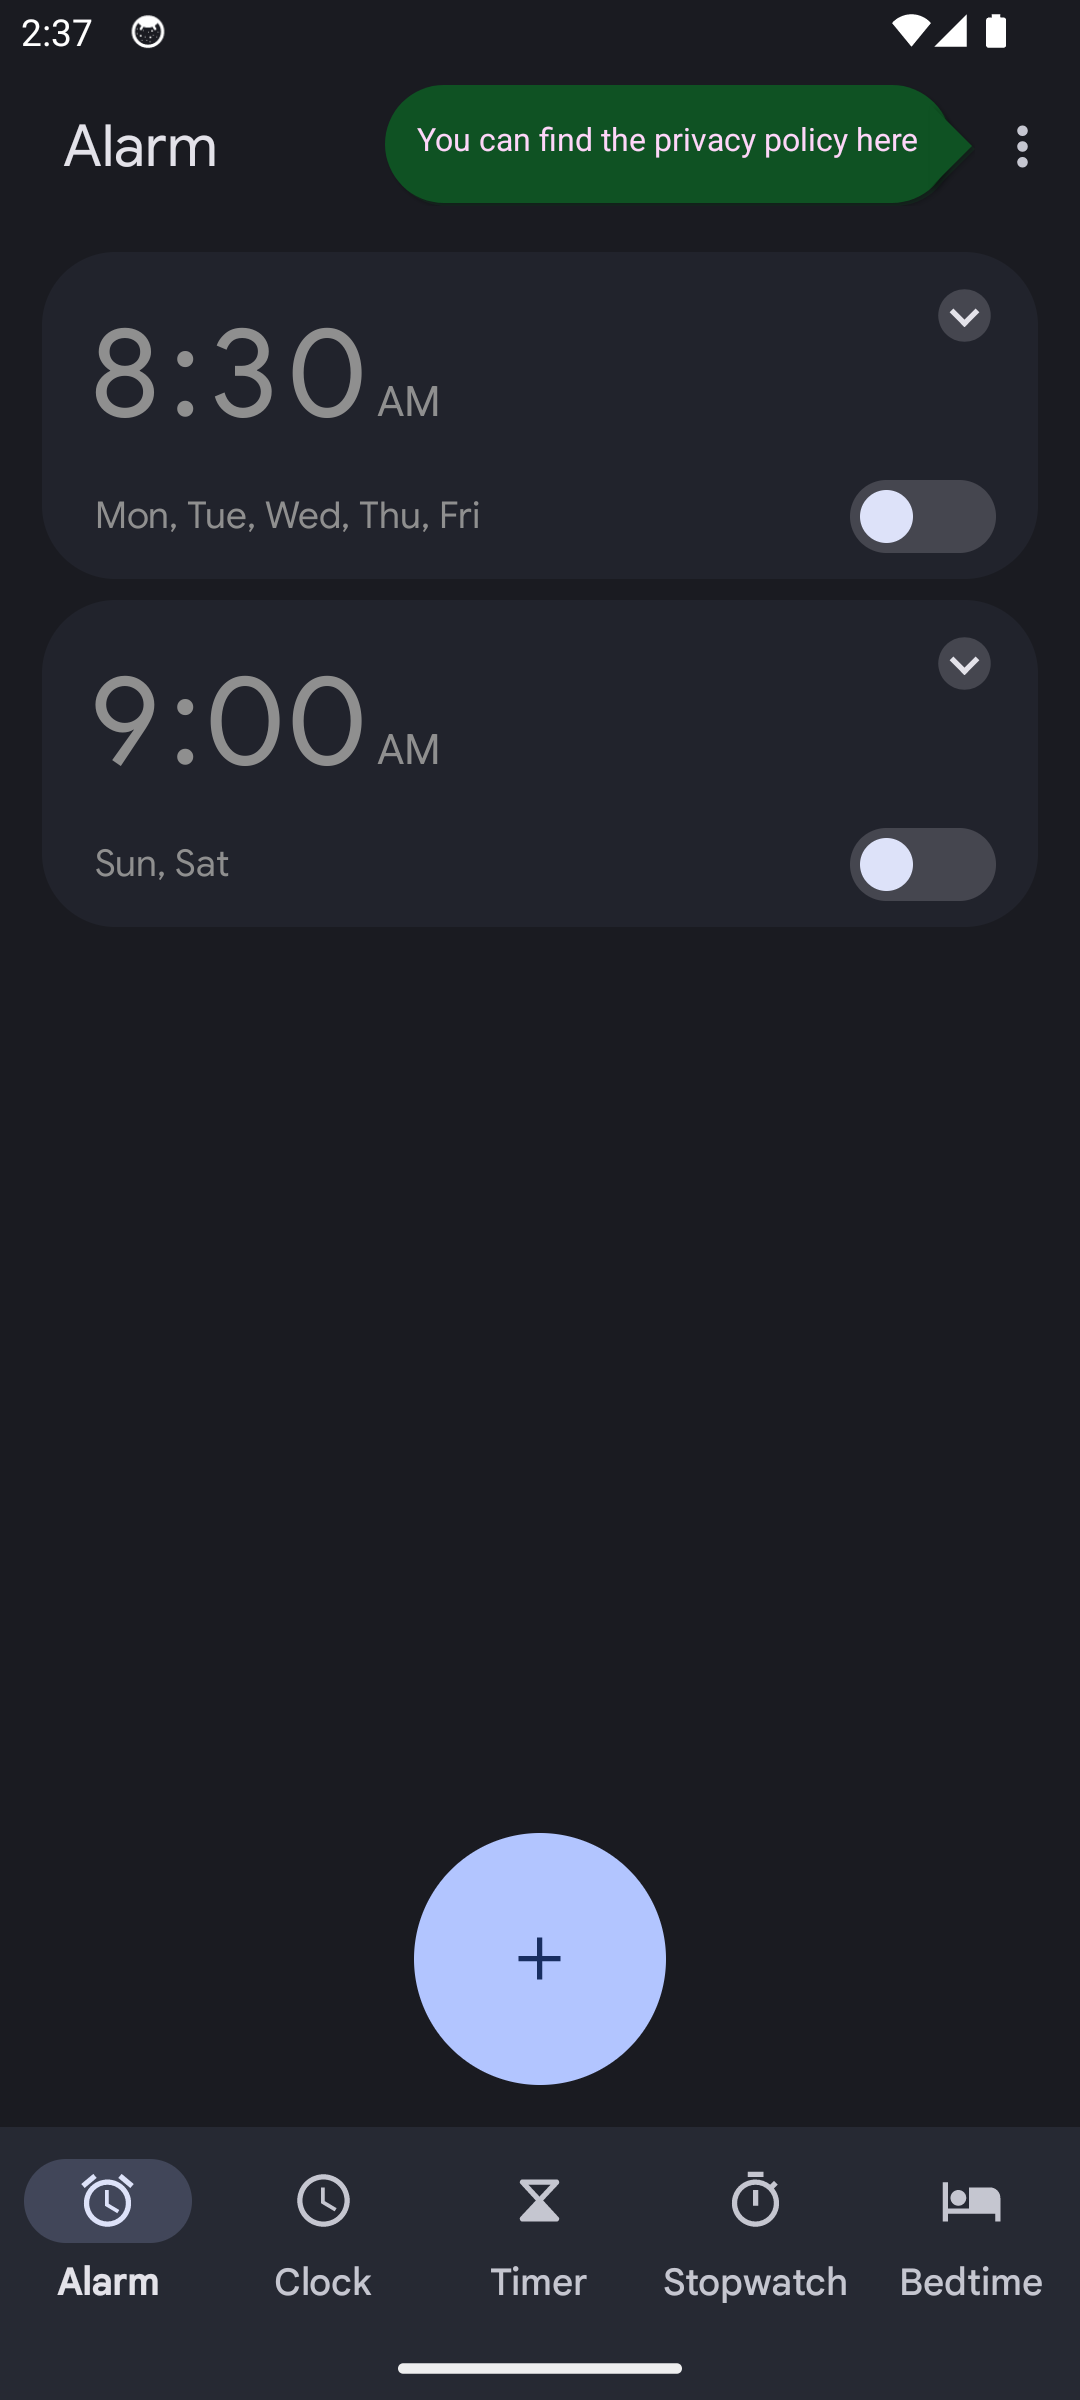 2:37
Alarm
You can find the privacy policy here
8:30 AM
Mon, Tue, Wed, Thu, Fri
9:00 AM
Sun, Sat
Alarm
Clock
Timer
Stopwatch
Bedtime